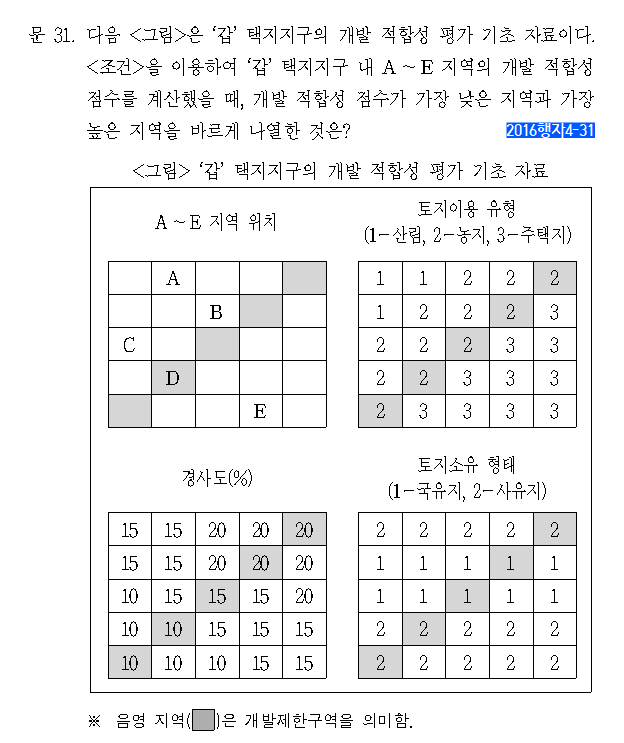 문 31. 다음 <그림>은 ‘갑’ 택지지구의 개발 적합성 평가 기초 자료이다.
<조건>을 이용하여 ‘갑’ 택지지구 내 A ~ E 지역의 개발 적합성
점수를 계산했을 때, 개발 적합성 점수가 가장 낮은 지역과 가장
높은 지역을 바르게 나열한 것은?
2016행자4-31
<그림> ‘갑’ 택지지구의 개발 적합성 평가 기초 자료
A ~ E 지역 위치
A
B
C
D
E
토지이용 유형
(1-산림, 2-농지, 3-주택지)
1 1 2 2 2
1 2 2 2 3
2 2 2 3 3
2 2 3 3 3
2 3 3 3 3
경사도(%)
15 15 20 20 20
15 15 20 20 20
10 15 15 15 20
10 10 15 15 15
10 10 10 15 15
토지소유 형태
(1-국유지, 2-사유지)
2 2 2 2 2
1 1 1 1 1
1 1 1 1 1
2 2 2 2 2
2 2 2 2 2
※ 음영 지역( )은 개발제한구역을 의미함.